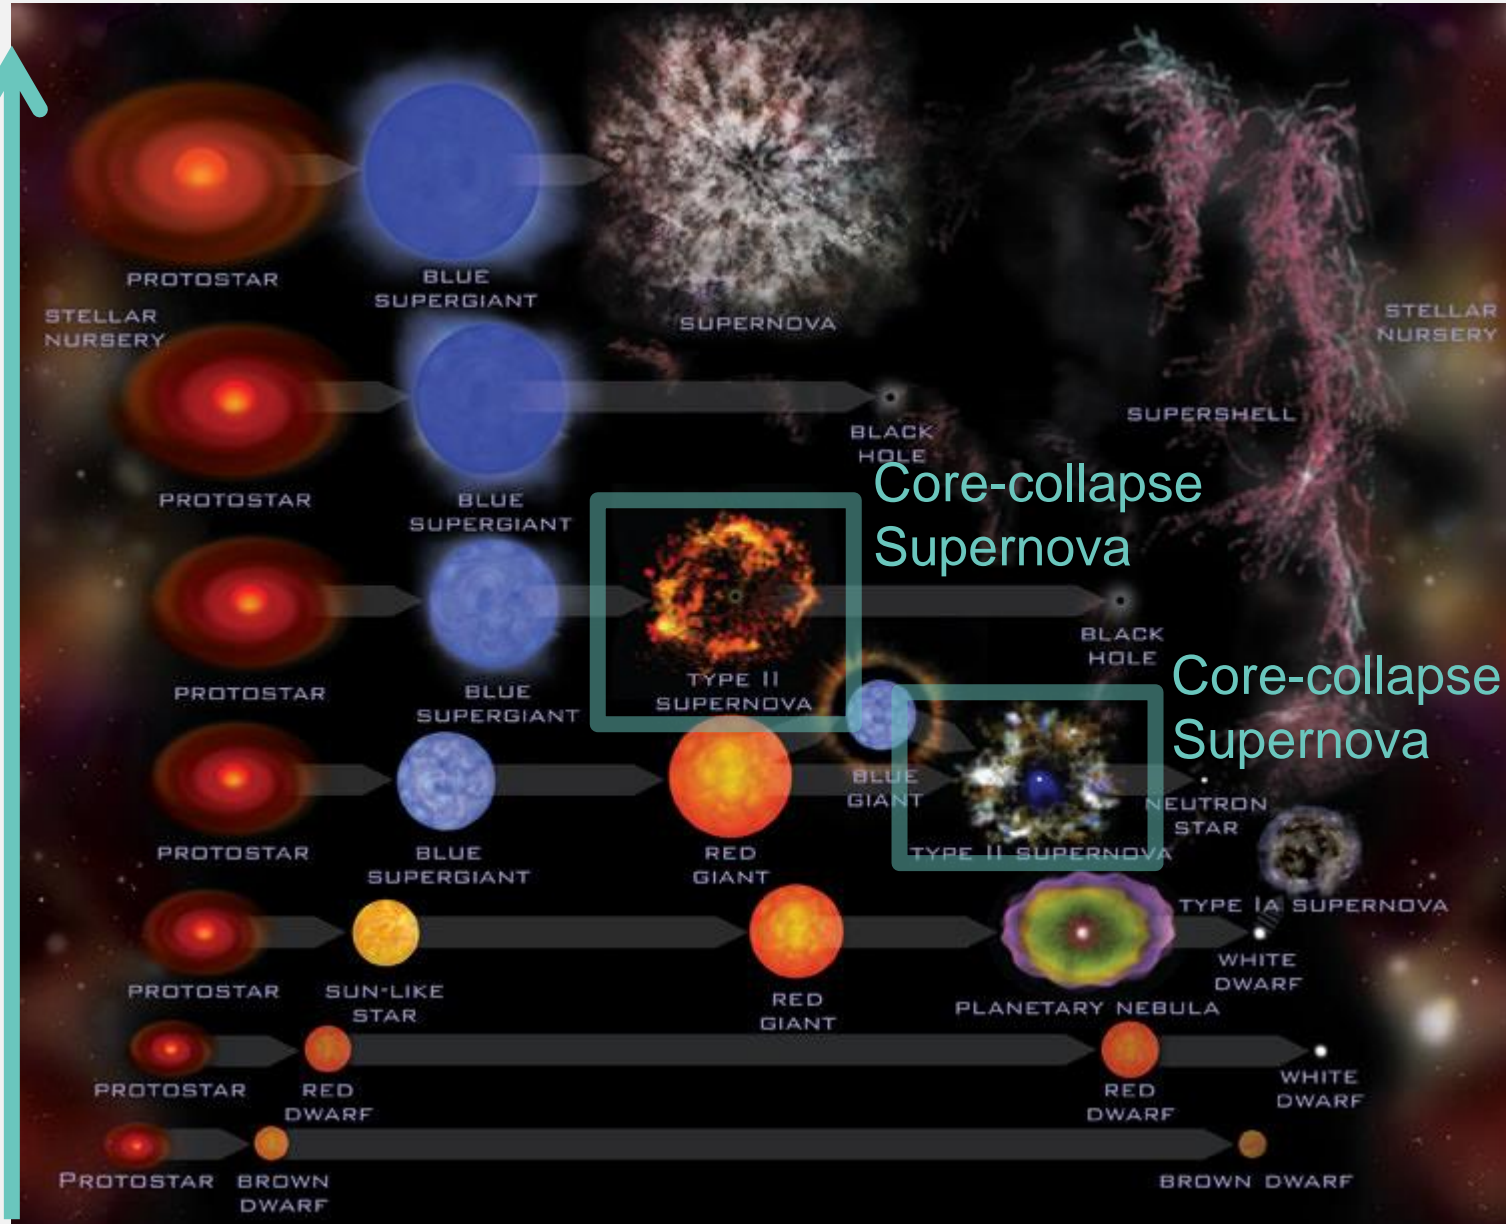 PROTOSTAR
BLUE
SUPERGIANT
SUPERNOVA
STELLAR
NURSERY
STELLAR
NURSERY
PROTOSTAR
BLUE
SUPERGIANT
BLACK
HOLE
SUPERSHELL
Core-collapse
Supernova
PROTOSTAR
BLUE
SUPERGIANT
TYPE II
SUPERNOVA
BLACK
HOLE
Core-collapse
Supernova
PROTOSTAR
BLUE
SUPERGIANT
RED
GIANT
BLUE
GIANT
TYPE II SUPERNOVA
NEUTRON
STAR
TYPE IA SUPERNOVA
PROTOSTAR
SUN-LIKE
STAR
RED
GIANT
PLANETARY NEBULA
WHITE
DWARF
PROTOSTAR
RED
DWARF
RED
DWARF
WHITE
DWARF
PROTOSTAR
BROWN
DWARF
BROWN DWARF